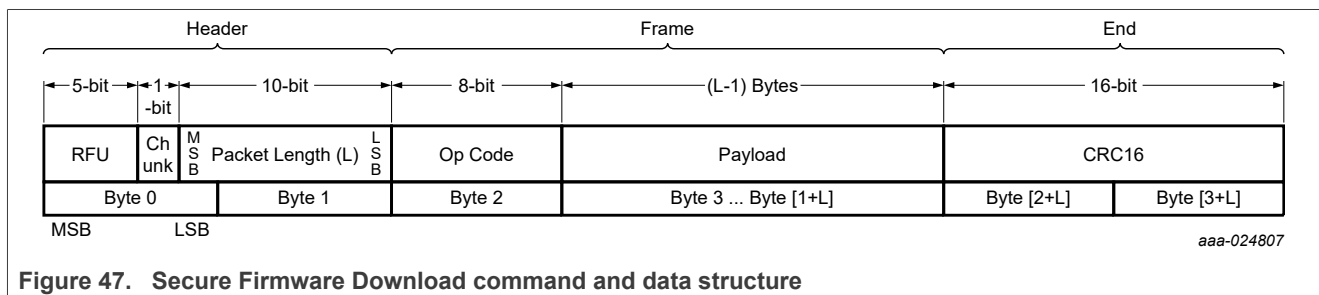 Header Frame End
5-bit 1 -bit 10-bit 8-bit (L-1) Bytes 16-bit
RFU Ch unk MSB Packet Length (L) LSB Op Code Payload CRC16
Byte 0 Byte 1 Byte 2 Byte 3 ... Byte [1+L] Byte [2+L] Byte [3+L]
MSB LSB
aaa-024807
Figure 47. Secure Firmware Download command and data structure